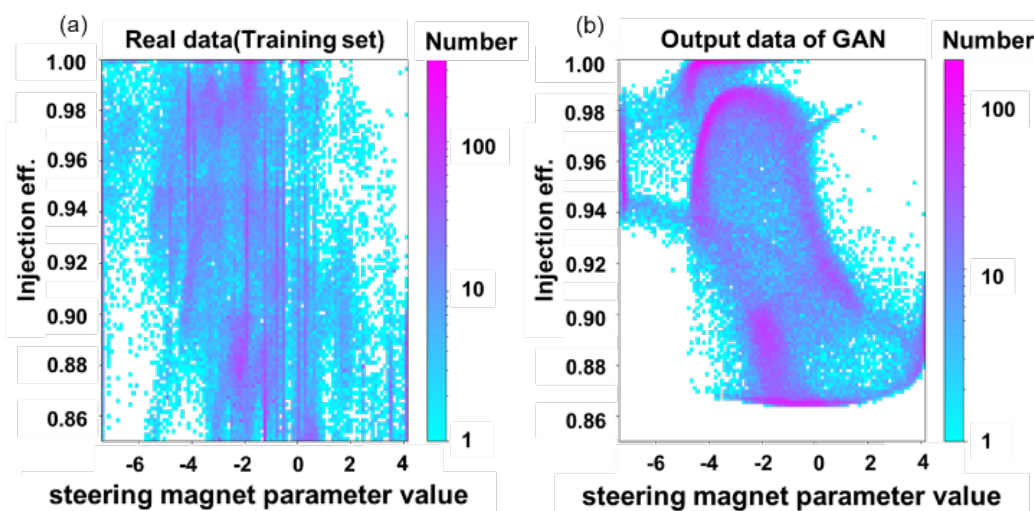 (a)
Real data(Training set)
Number
1.00
0.98
0.96
0.94
0.92
0.90
0.88
0.86
Injection eff.
100
10
1
-6 -4 -2 0 2 4
steering magnet parameter value
(b)
Output data of GAN
Number
1.00
0.98
0.96
0.94
0.92
0.90
0.88
0.86
Injection eff.
100
10
1
-6 -4 -2 0 2 4
steering magnet parameter value